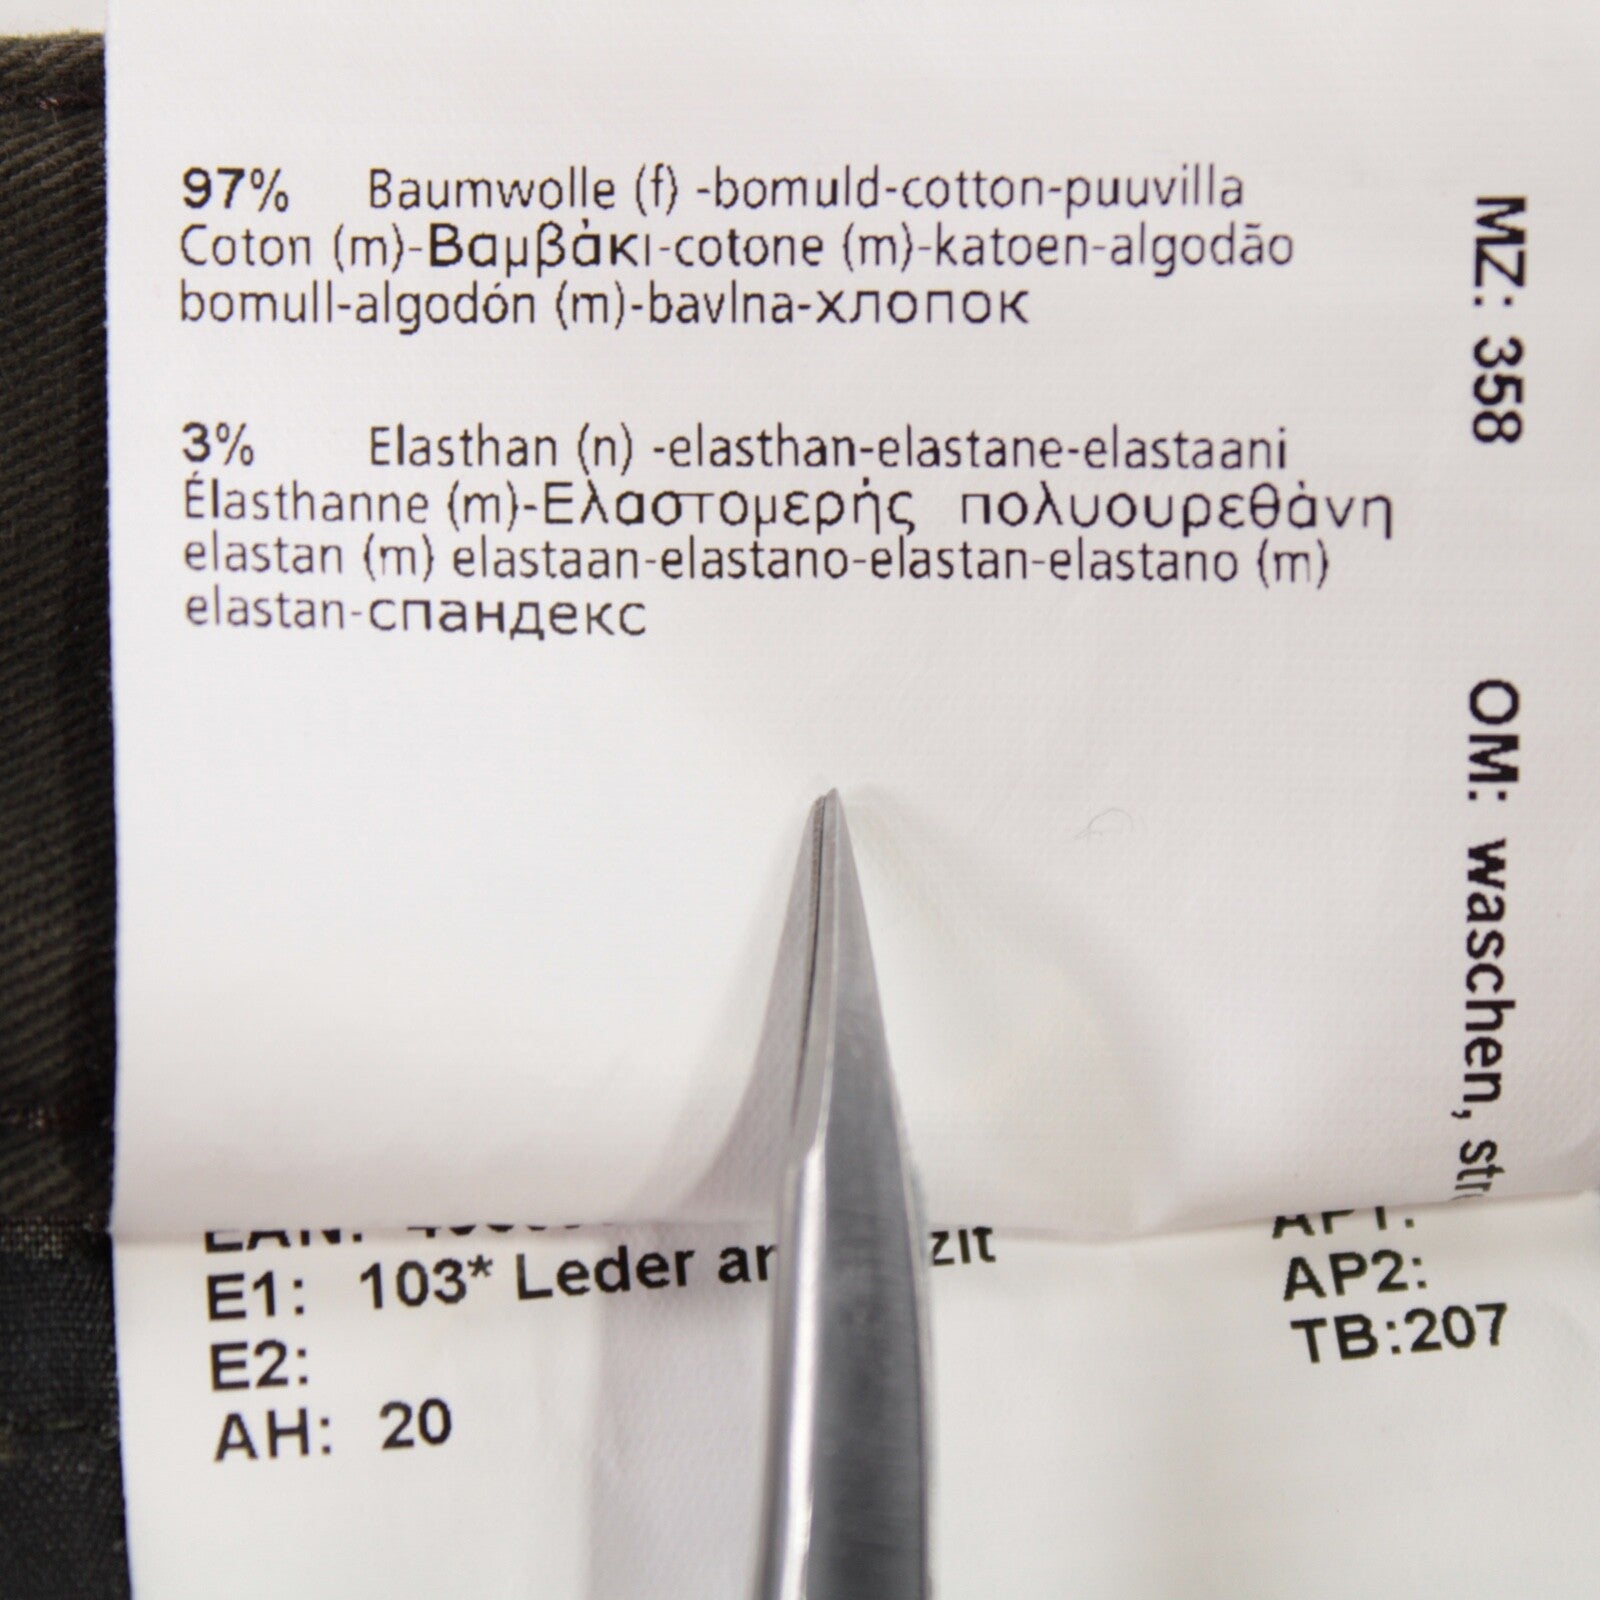 97% Baumwolle (f) -bomuld-cotton-puuvilla
Coton (m)-Βαμβάκι-cotone (m)-katoen-algodão
bomull-algodón (m)-bavlna-хлопок
3% Elasthan (n) -elasthan-elastane-elastaani
Élasthanne (m)-Ελαστομερής πολυουρεθάνη
elastan (m) elastaan-elastano-elastan-elastano (m)
elastan-спандекс
MZ: 358
OM: waschen,
EAN:
E1: 103* Leder
E2:
AH: 20
AP1:
AP2:
TB:207